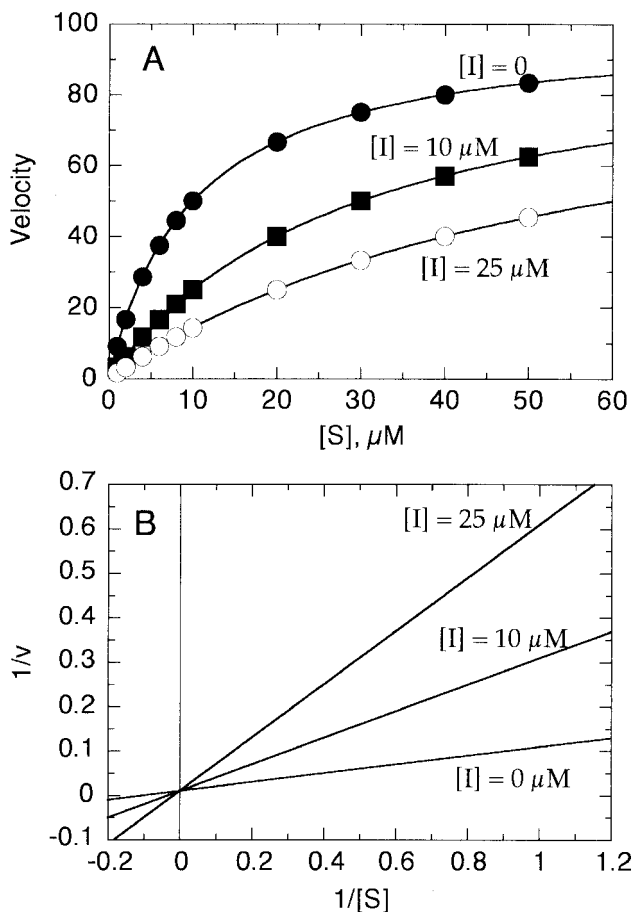 A
100
80
60
40
20
0
Velocity
[I] = 0
[I] = 10 μM
[I] = 25 μM
0 10 20 30 40 50 60
[S], μM
B
0.7
0.6
0.5
0.4
0.3
0.2
0.1
0
-0.1
1/v
[I] = 25 μM
[I] = 10 μM
[I] = 0 μM
-0.2 0 0.2 0.4 0.6 0.8 1 1.2
1/[S]